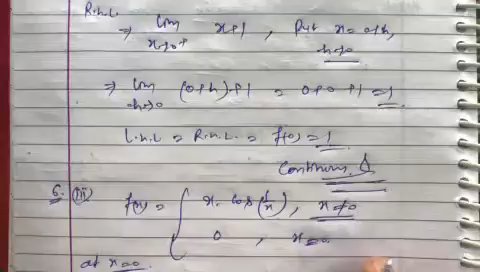 R.h.L.
⇒ lim x→0+ x+1 , Put x = 0+h, h→0
⇒ lim h→0 (0+h)+1 = 0+0+1 = 1
L.h.L = R.h.L = f(0) = 1
Continuous
6. (iii) f(x) = { x. cos(1/x), x≠0
0 , x=0
at x=0.